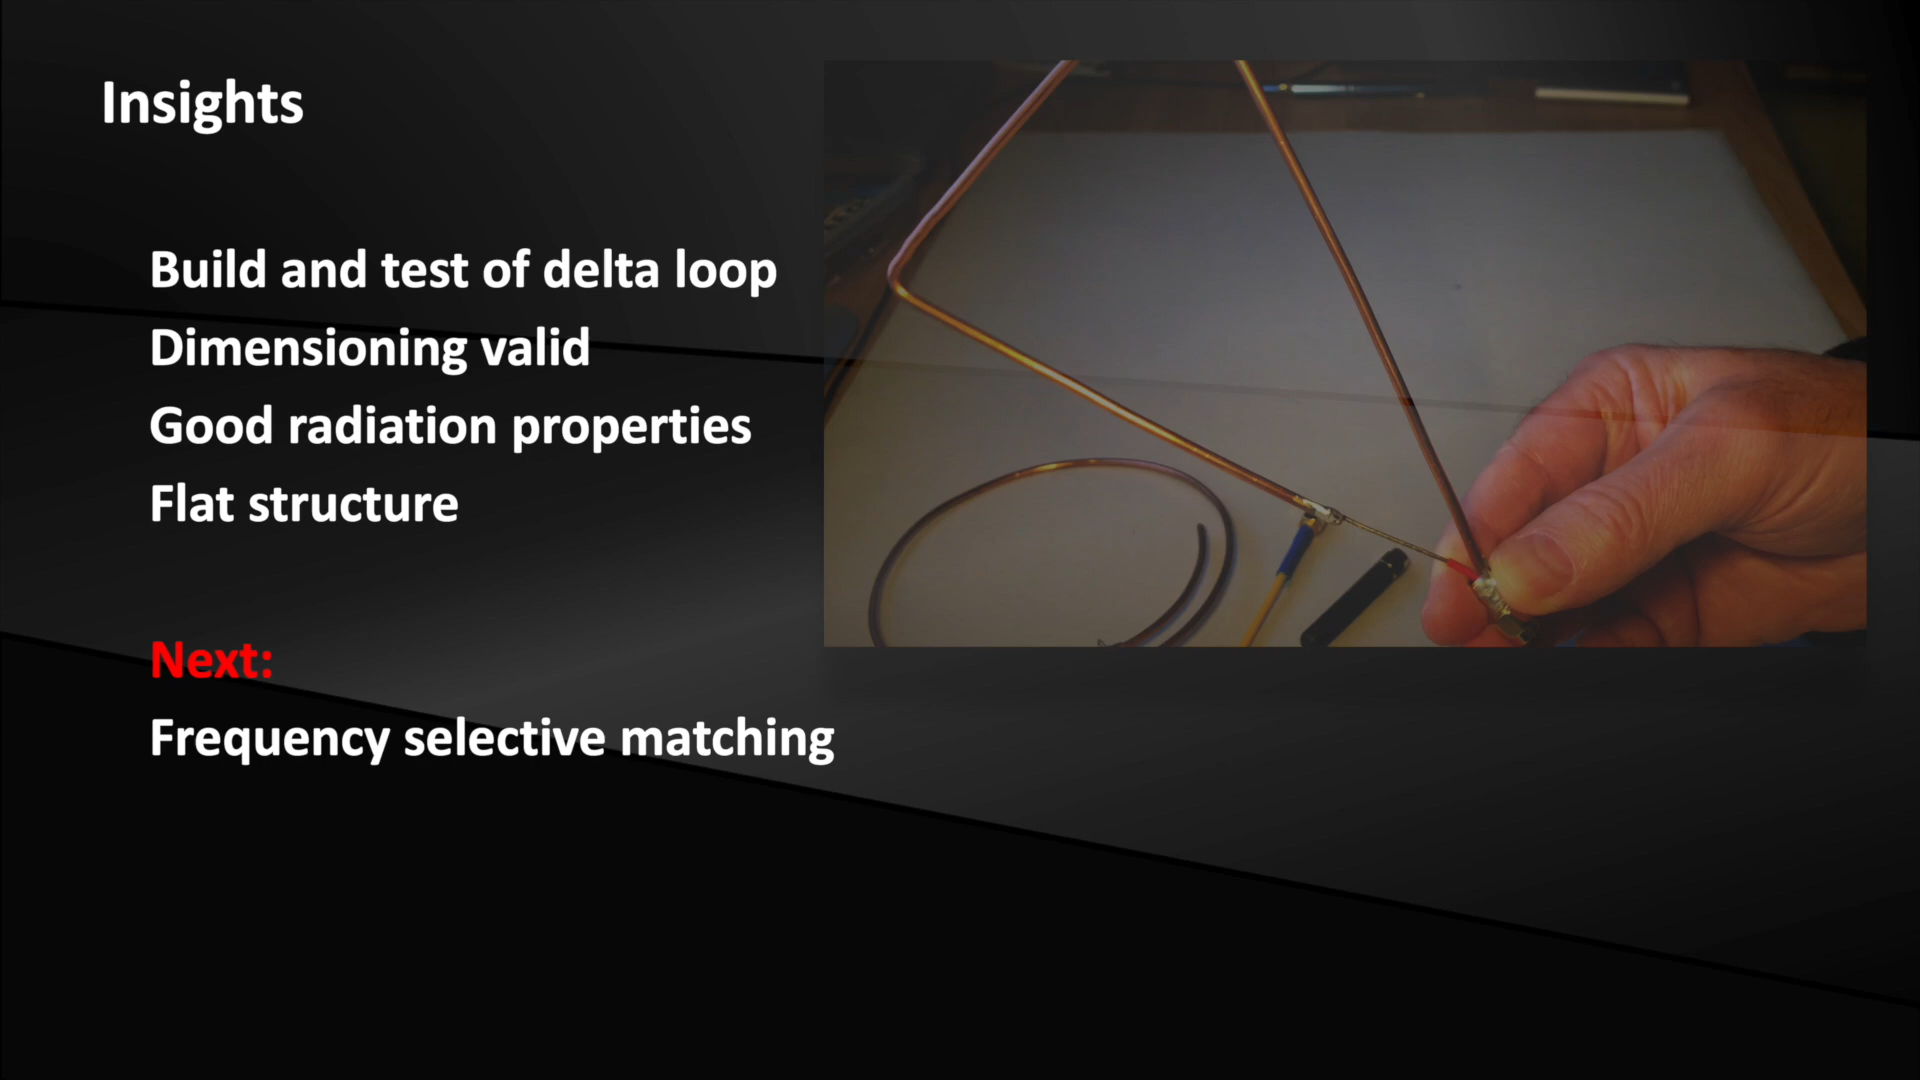 Insights
Build and test of delta loop
Dimensioning valid
Good radiation properties
Flat structure
Next:
Frequency selective matching